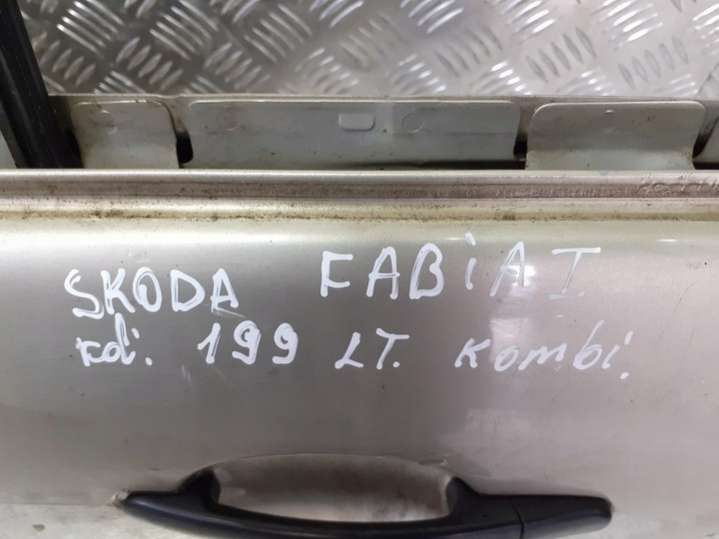 SKODA FABIA I.
kol. 199 LT. Kombi.